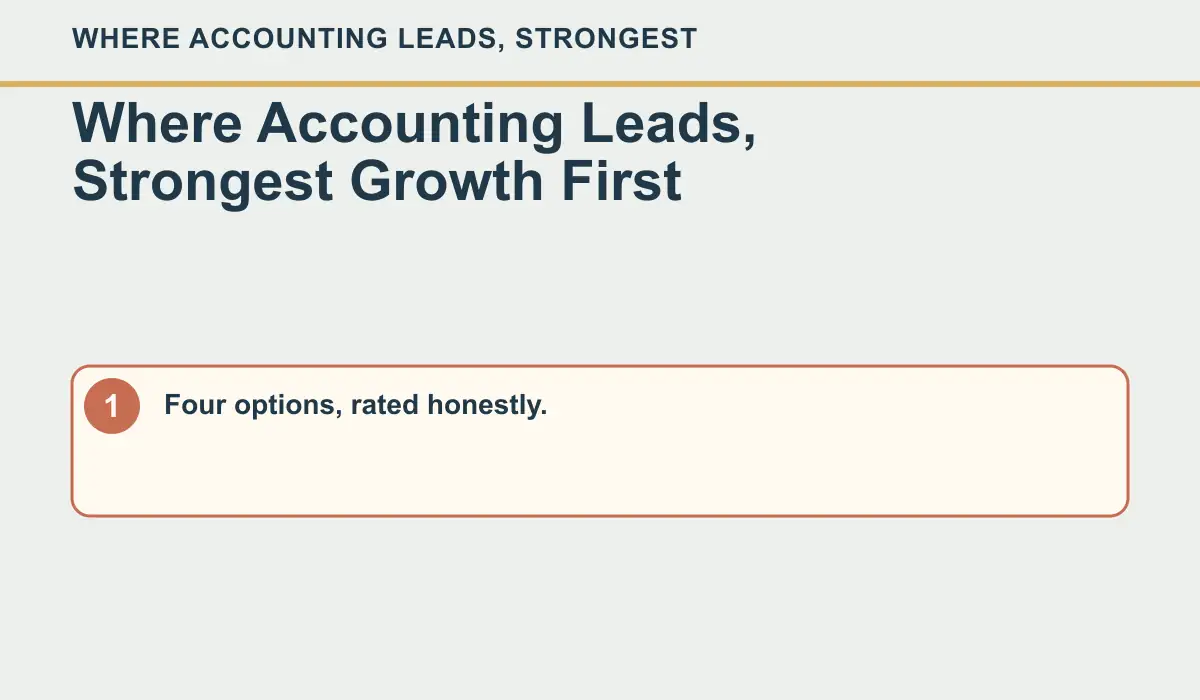 WHERE ACCOUNTING LEADS, STRONGEST
Where Accounting Leads,
Strongest Growth First
1
Four options, rated honestly.